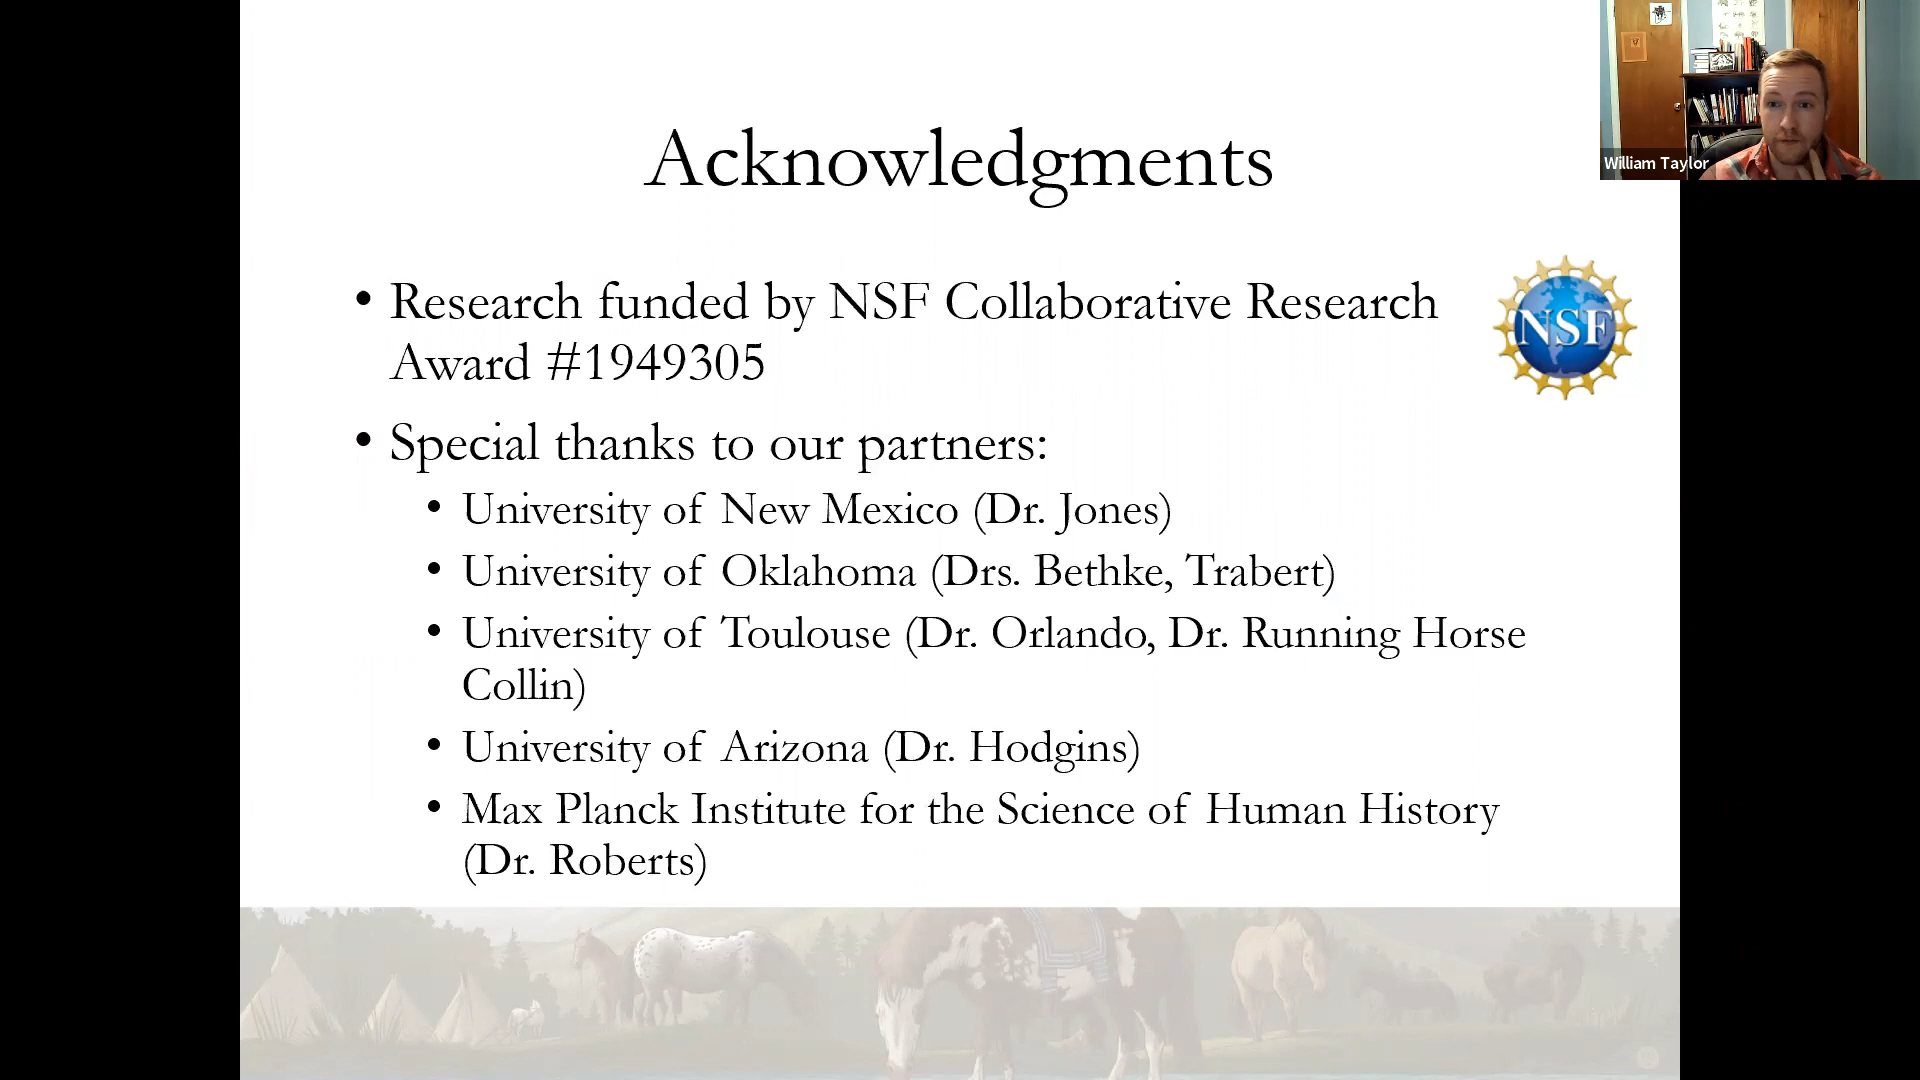 Acknowledgments
William Taylor
• Research funded by NSF Collaborative Research
Award #1949305
NSF
• Special thanks to our partners:
• University of New Mexico (Dr. Jones)
• University of Oklahoma (Drs. Bethke, Trabert)
• University of Toulouse (Dr. Orlando, Dr. Running Horse
Collin)
• University of Arizona (Dr. Hodgins)
• Max Planck Institute for the Science of Human History
(Dr. Roberts)